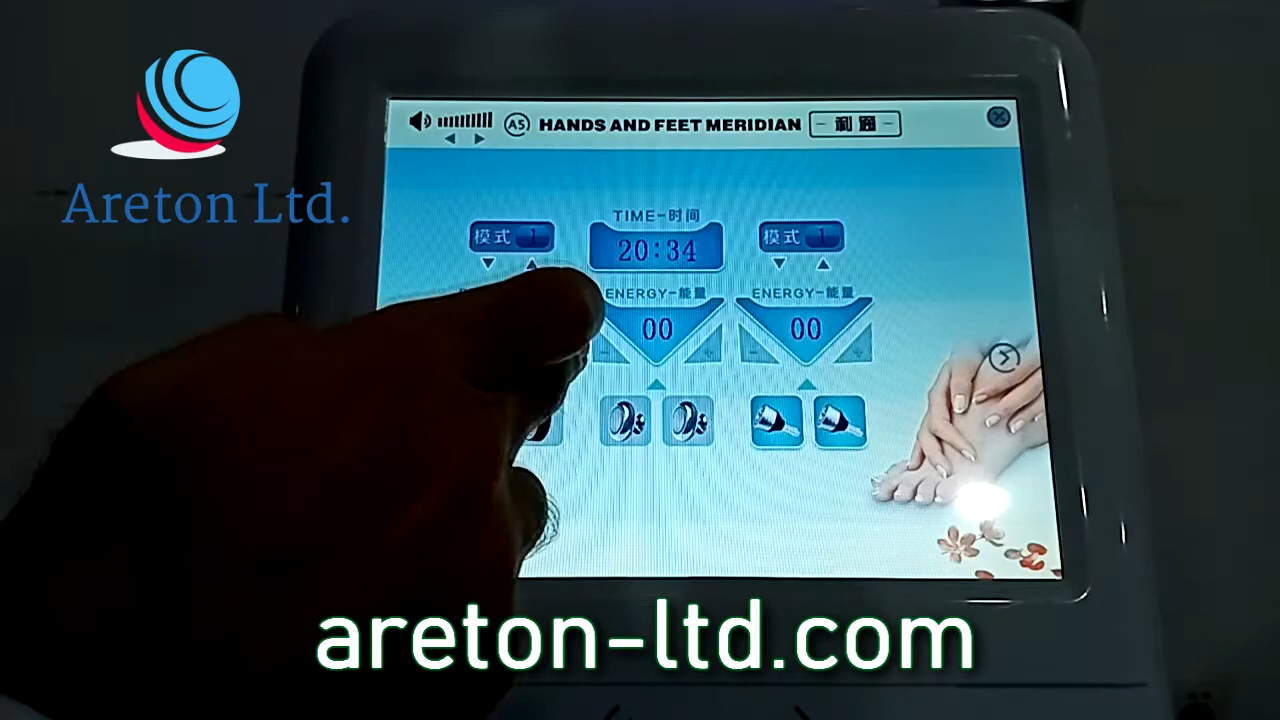 Areton Ltd.
A5 HANDS AND FEET MERIDIAN
TIME-时间
模式 1
20:34
模式 1
ENERGY-能量
ENERGY-能量
00
00
areton-ltd.com